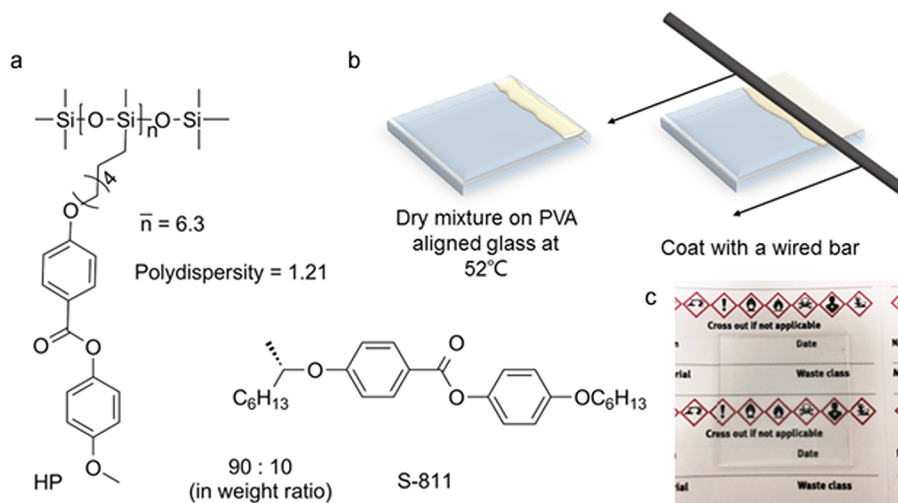 a
Si
O
Si
n
O
Si
4
O
n̅ = 6.3
Polydispersity = 1.21
O
O
O
HP
90 : 10
(in weight ratio)
C₆H₁₃
O
O
O
OC₆H₁₃
S-811
b
Dry mixture on PVA
aligned glass at
52℃
Coat with a wired bar
c
Cross out if not applicable
Date
N
rial
Waste class
M
Cross out if not applicable
Date
Waste class